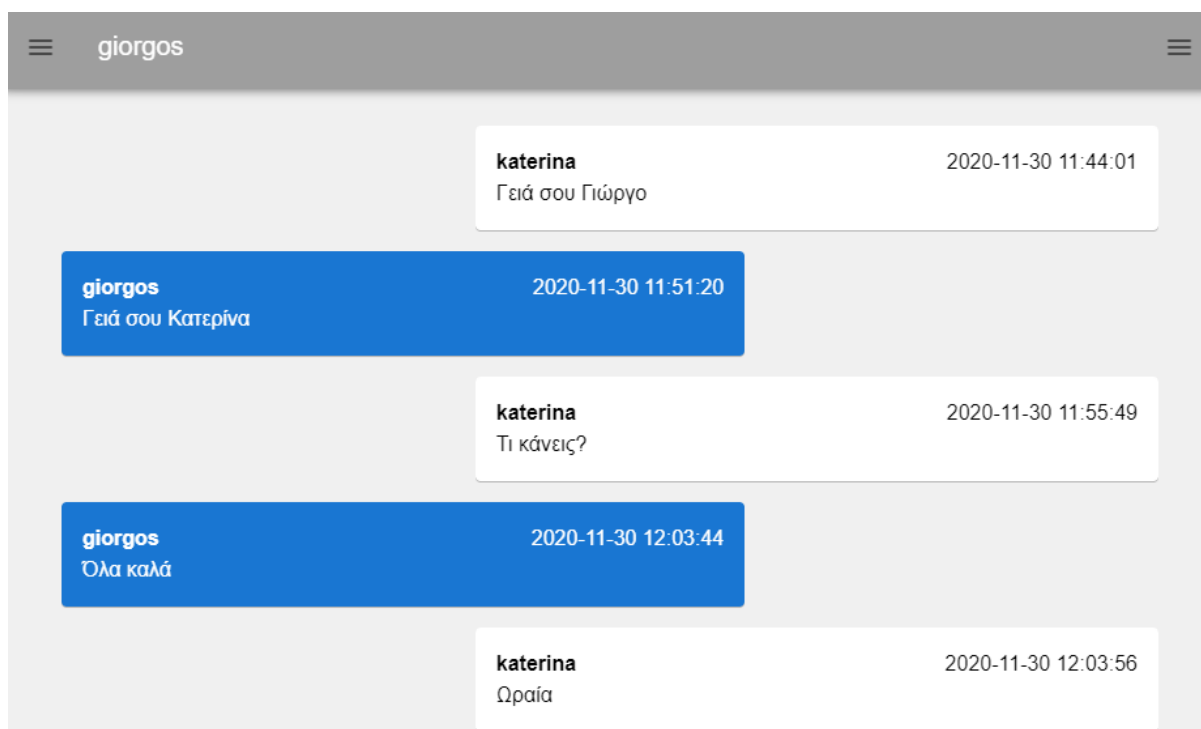 giorgos
katerina 2020-11-30 11:44:01
Γειά σου Γιώργο
giorgos 2020-11-30 11:51:20
Γειά σου Κατερίνα
katerina 2020-11-30 11:55:49
Τι κάνεις?
giorgos 2020-11-30 12:03:44
Όλα καλά
katerina 2020-11-30 12:03:56
Ωραία